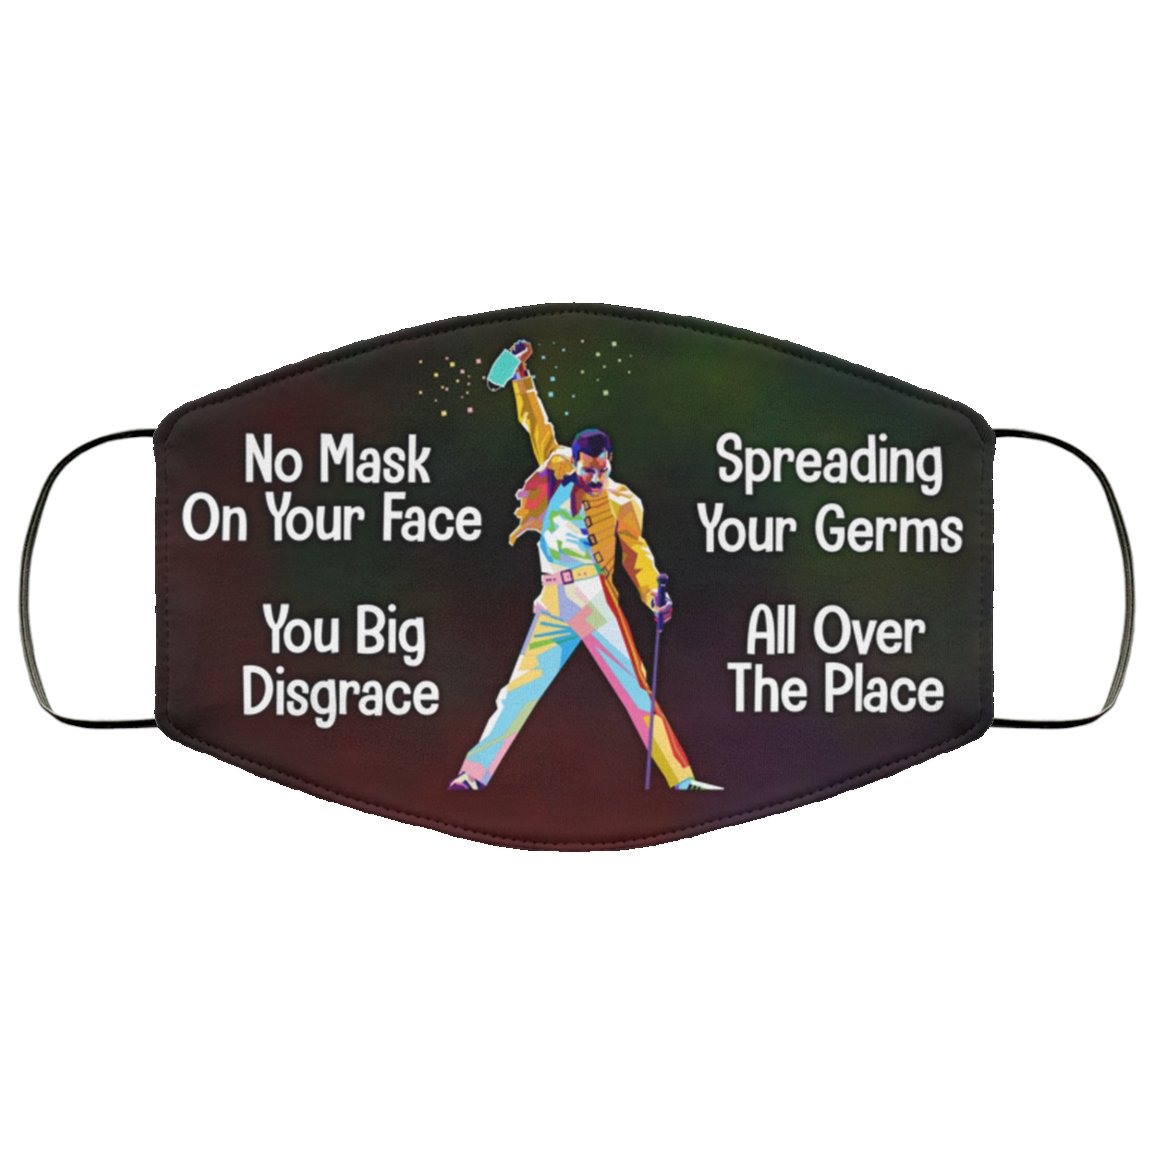 No Mask
On Your Face
You Big
Disgrace
Spreading
Your Germs
All Over
The Place